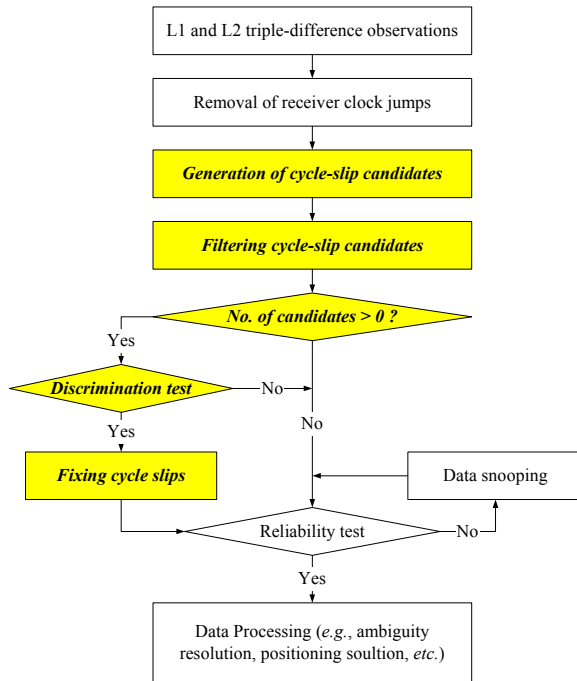 L1 and L2 triple-difference observations
Removal of receiver clock jumps
Generation of cycle-slip candidates
Filtering cycle-slip candidates
No. of candidates > 0 ?
Yes
Discrimination test
No
No
Yes
Fixing cycle slips
Data snooping
Reliability test
No
Yes
Data Processing (e.g., ambiguity
resolution, positioning soultion, etc.)